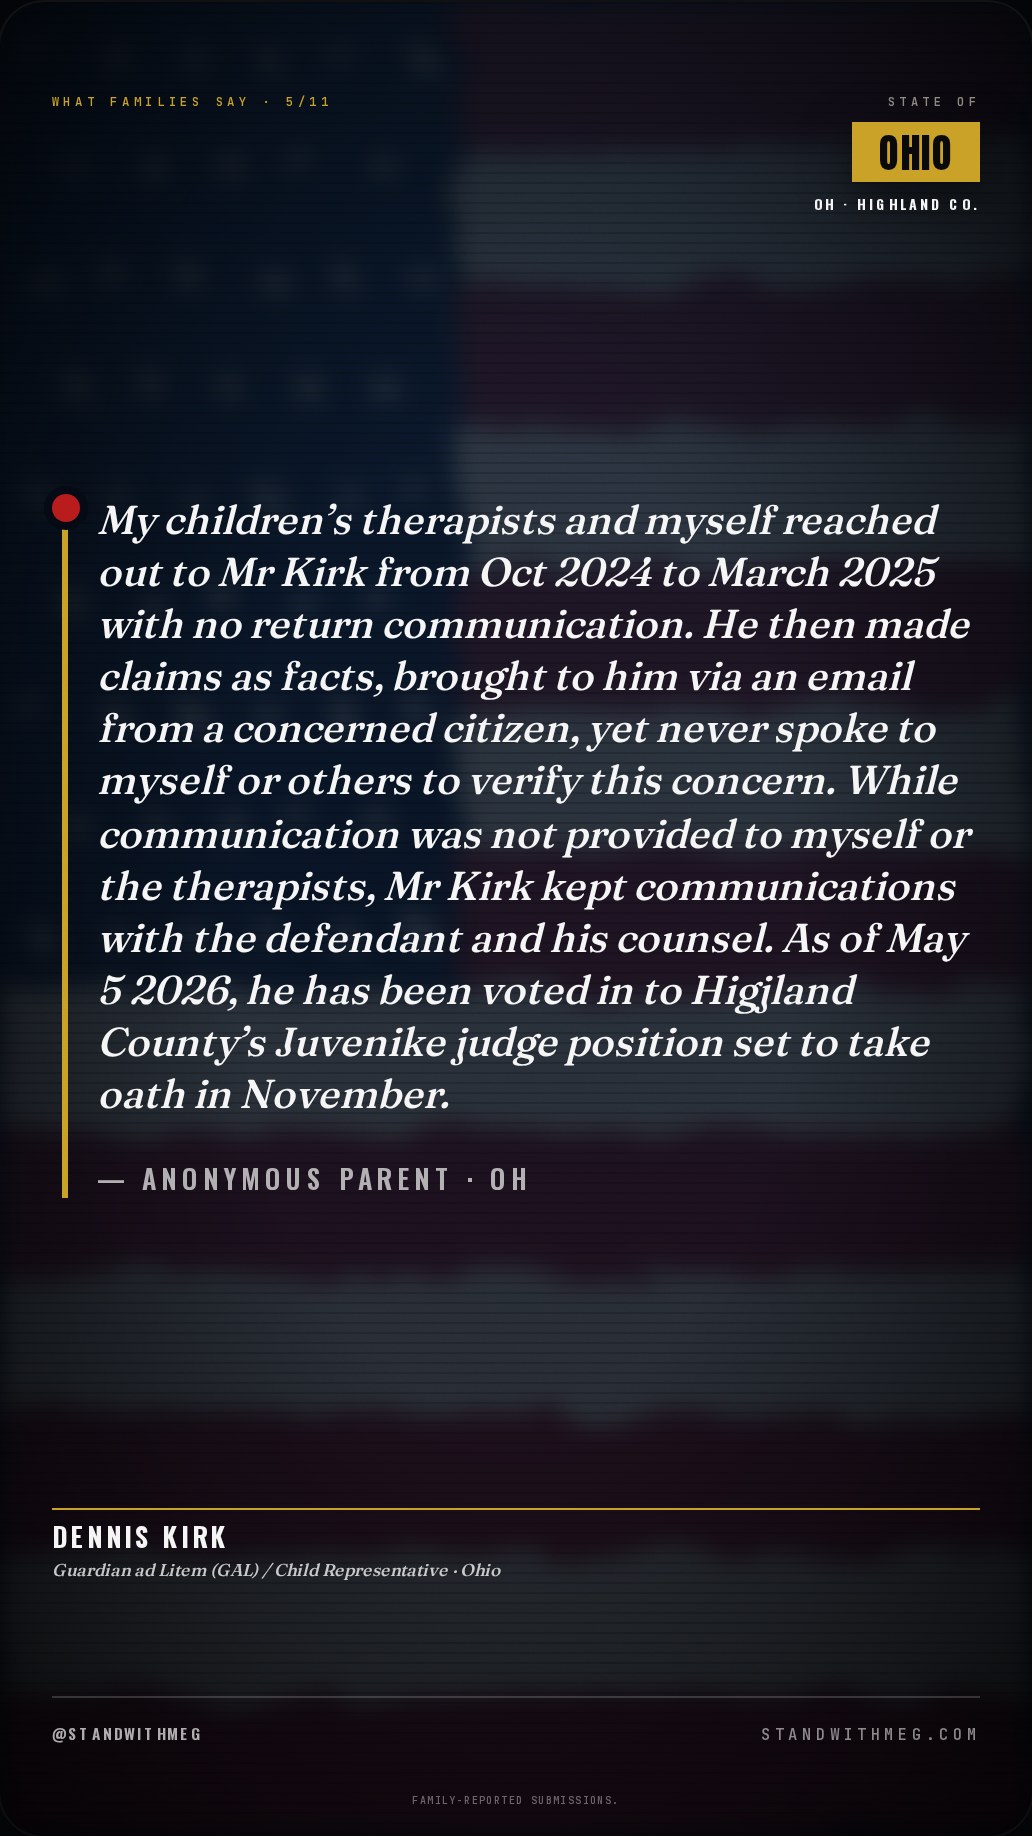 WHAT FAMILIES SAY · 5/11
STATE OF
OHIO
OH · HIGHLAND CO.
My children’s therapists and myself reached
out to Mr Kirk from Oct 2024 to March 2025
with no return communication. He then made
claims as facts, brought to him via an email
from a concerned citizen, yet never spoke to
myself or others to verify this concern. While
communication was not provided to myself or
the therapists, Mr Kirk kept communications
with the defendant and his counsel. As of May
5 2026, he has been voted in to Higjland
County’s Juvenike judge position set to take
oath in November.
— ANONYMOUS PARENT · OH
DENNIS KIRK
Guardian ad Litem (GAL) / Child Representative · Ohio
@STANDWITHMEG
STANDWITHMEG.COM
FAMILY-REPORTED SUBMISSIONS.